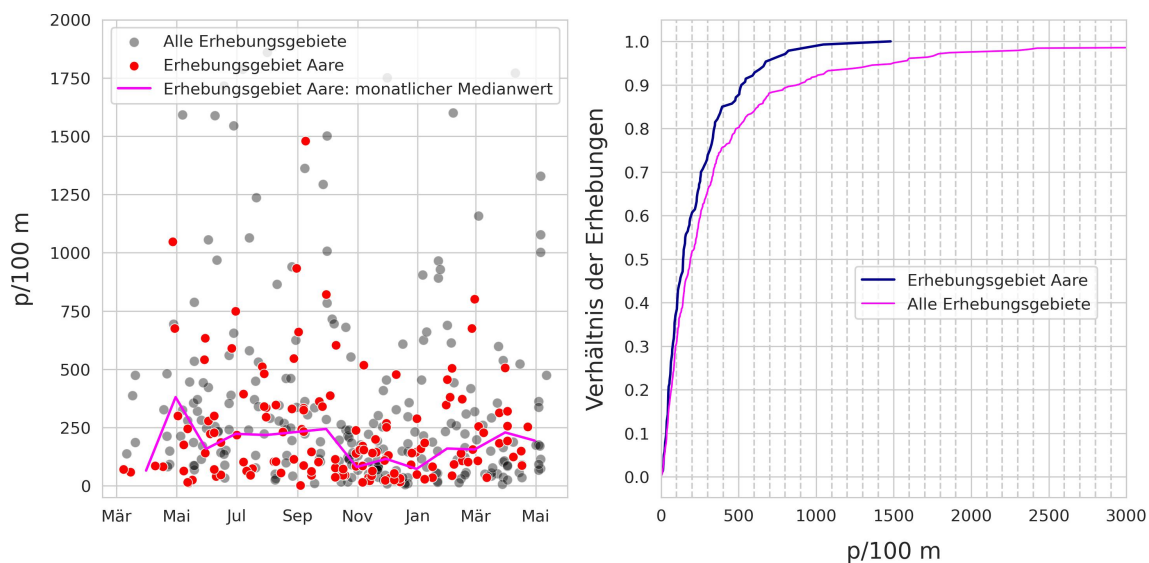 2000
1750
1500
1250
1000
750
500
250
0
p/100 m
Alle Erhebungsgebiete
Erhebungsgebiet Aare
Erhebungsgebiet Aare: monatlicher Medianwert
Mär Mai Jul Sep Nov Jan Mär Mai
1.0
0.9
0.8
0.7
0.6
0.5
0.4
0.3
0.2
0.1
0.0
Verhältnis der Erhebungen
Erhebungsgebiet Aare
Alle Erhebungsgebiete
0 500 1000 1500 2000 2500 3000
p/100 m